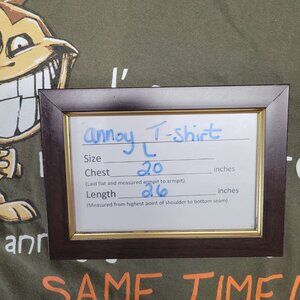 annoy T-shirt
Size L
Chest 20 inches
(Laid flat and measured armpit to armpit)
Length 26 inches
(Measured from highest point of shoulder to bottom seam)
SAME TIME!